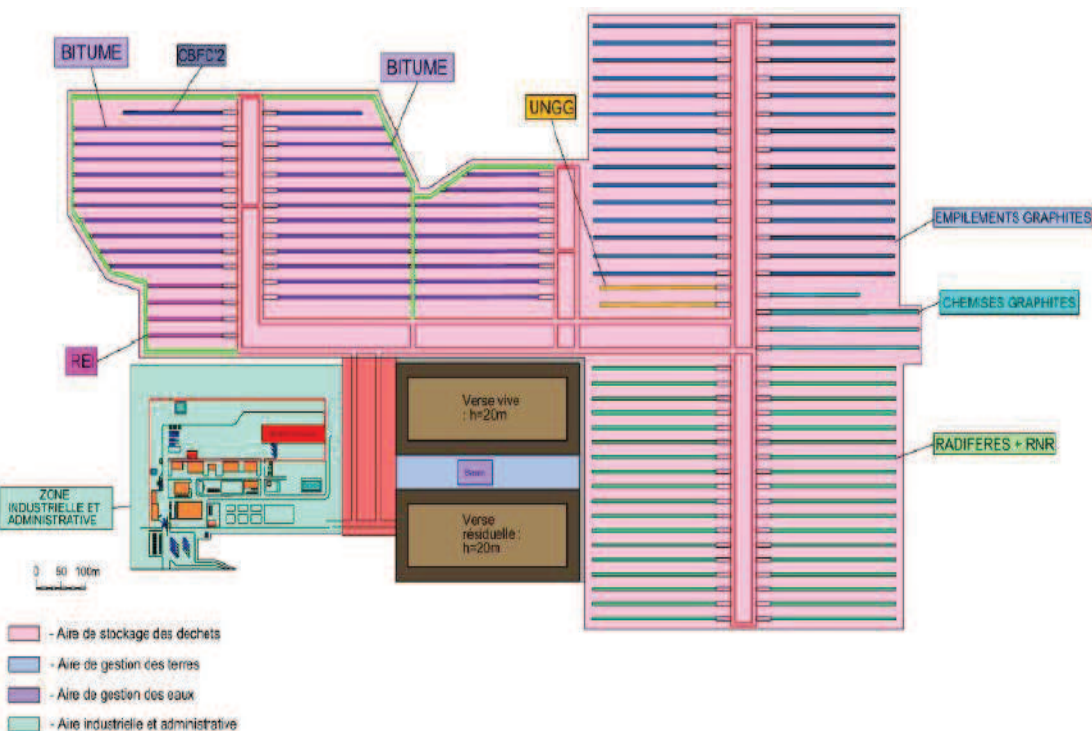 BITUME
CBFC'2
BITUME
UNGG
EMPILEMENTS GRAPHITES
CHEMISES GRAPHITES
REI
Verse vive
: h=20m
RADIFERES + RNR
ZONE
INDUSTRIELLE ET
ADMINISTRATIVE
Verse
résiduelle :
h=20m
0 50 100m
- Aire de stockage des dechets
- Aire de gestion des terres
- Aire de gestion des eaux
- Aire industrielle et administrative